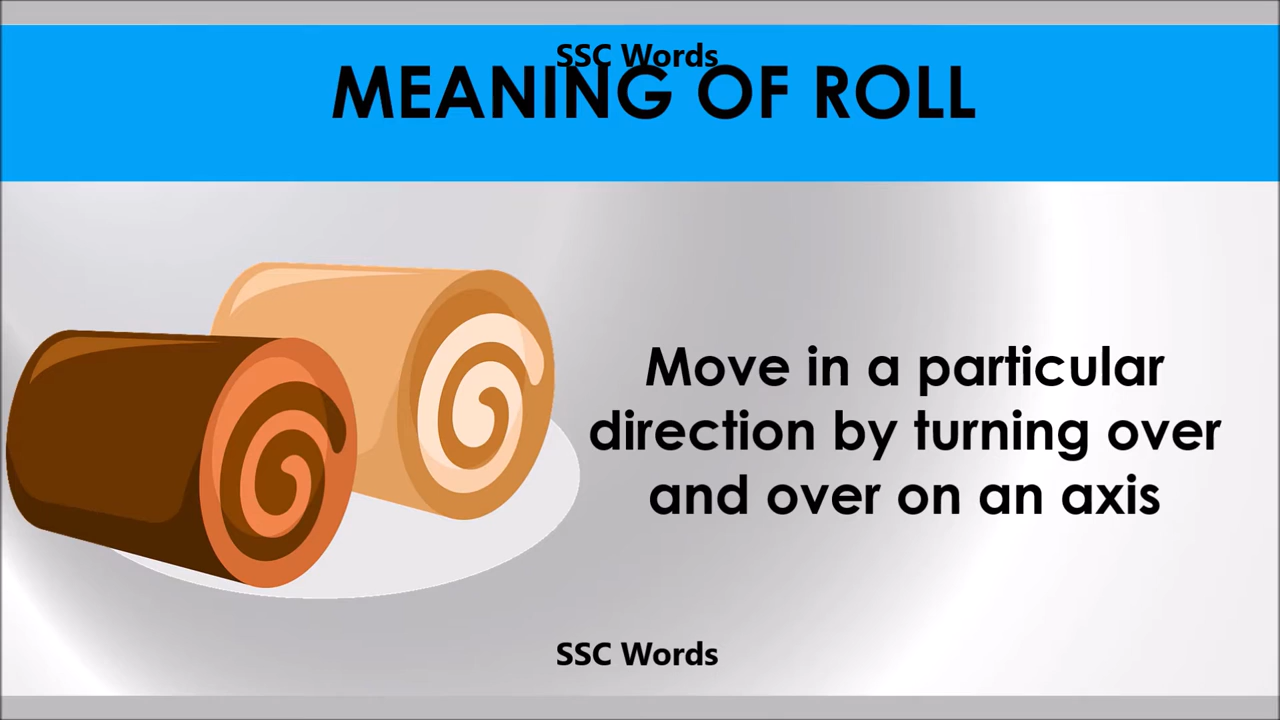 SSC Words
MEANING OF ROLL
Move in a particular
direction by turning over
and over on an axis
SSC Words